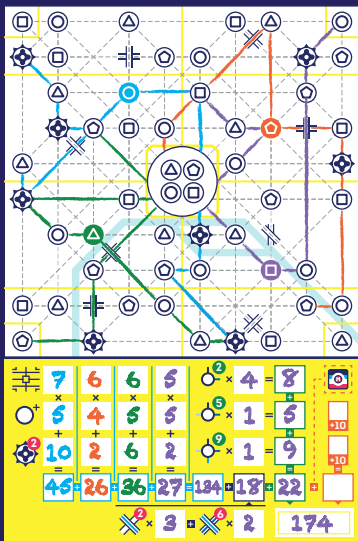 7 6 6 5 2 × 4 = 8
× × × ×
5 4 5 5 5 × 1 = 5 +10
+ + + +
2 10 2 6 2 9 × 1 = 9 +10
= = = = =
45 + 26 + 36 + 27 = 134 + 18 + 22 +
2 × 3 + 6 × 2 174